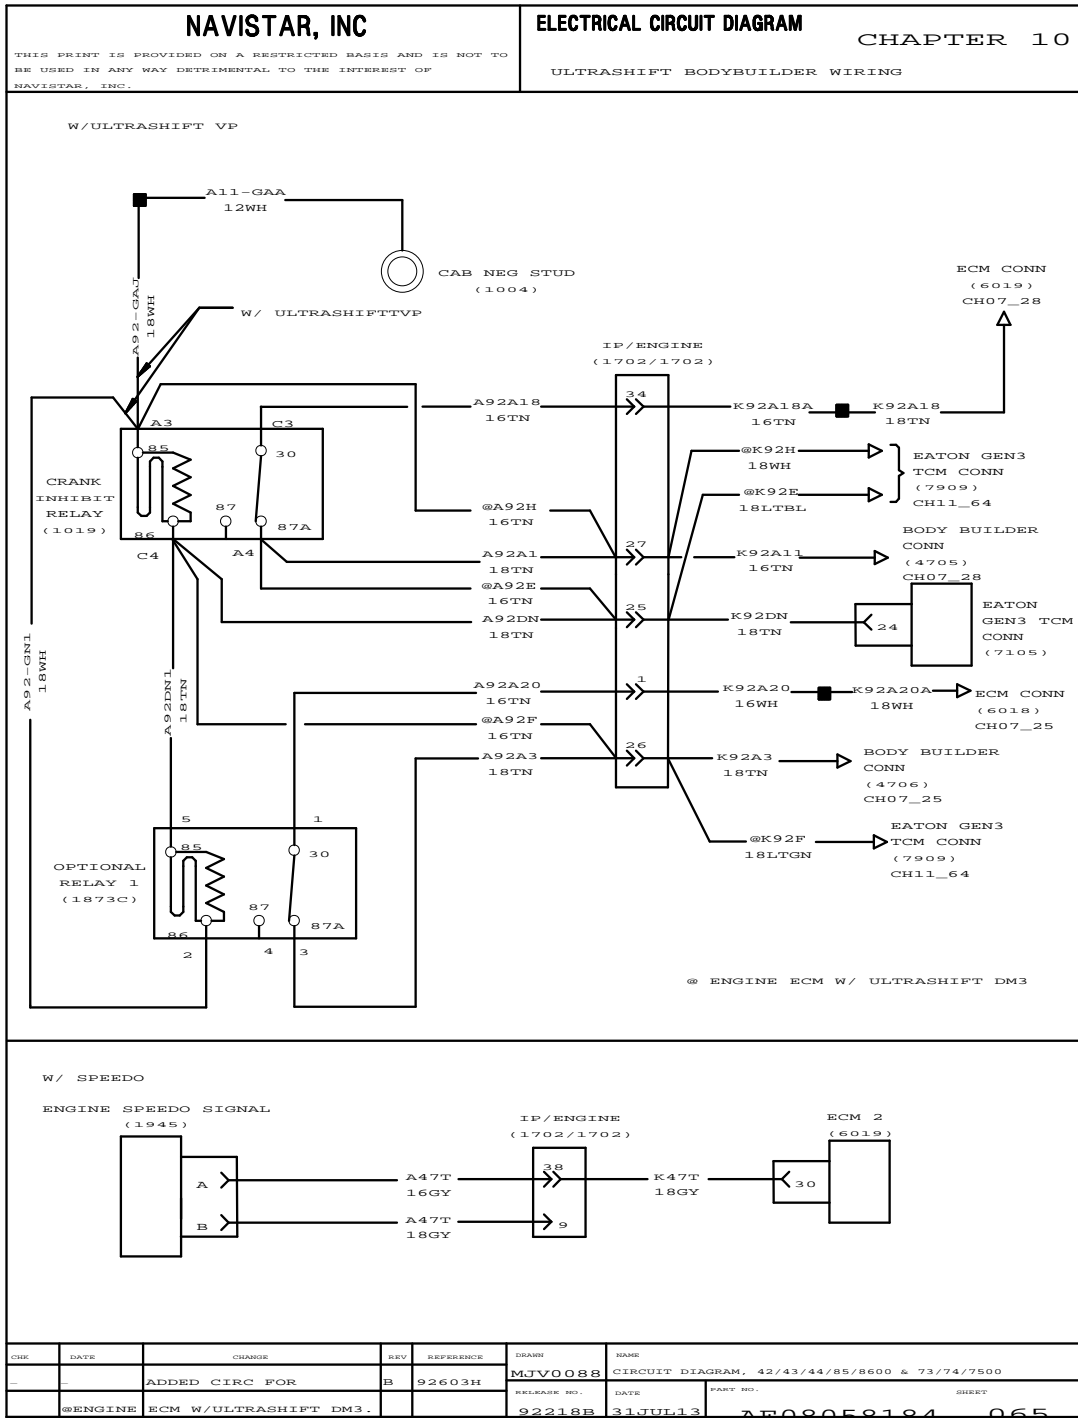 NAVISTAR, INC
THIS PRINT IS PROVIDED ON A RESTRICTED BASIS AND IS NOT TO
BE USED IN ANY WAY DETRIMENTAL TO THE INTEREST OF
NAVISTAR, INC.
ELECTRICAL CIRCUIT DIAGRAM
CHAPTER 10
ULTRASHIFT BODYBUILDER WIRING
W/ULTRASHIFT VP
A11-GAA
12WH
CAB NEG STUD
(1004)
A92-GAJ
18WH
W/ ULTRASHIFTTVP
ECM CONN
(6019)
CH07_28
IP/ENGINE
(1702/1702)
34
A92A18
16TN
K92A18A
16TN
K92A18
18TN
A3
C3
85
30
CRANK
INHIBIT
RELAY
(1019)
87
87A
86
C4
A4
@K92H
18WH
@K92E
18LTBL
EATON GEN3
TCM CONN
(7909)
CH11_64
@A92H
16TN
27
A92A1
18TN
K92A11
16TN
BODY BUILDER
CONN
(4705)
CH07_28
@A92E
16TN
25
A92DN
18TN
K92DN
18TN
24
EATON
GEN3 TCM
CONN
(7105)
A92-GN1
18WH
A92DN1
18TN
A92A20
16TN
1
K92A20
16WH
K92A20A
18WH
ECM CONN
(6018)
CH07_25
@A92F
16TN
26
A92A3
18TN
K92A3
18TN
BODY BUILDER
CONN
(4706)
CH07_25
@K92F
18LTGN
EATON GEN3
TCM CONN
(7909)
CH11_64
5
1
85
30
OPTIONAL
RELAY 1
(1873C)
87
87A
86
2
4
3
@ ENGINE ECM W/ ULTRASHIFT DM3
W/ SPEEDO
ENGINE SPEEDO SIGNAL
(1945)
IP/ENGINE
(1702/1702)
ECM 2
(6019)
A
A47T
16GY
38
K47T
18GY
30
B
A47T
18GY
9
CHK
DATE
CHANGE
REV
REFERENCE
DRAWN
NAME
-
-
ADDED CIRC FOR
B
92603H
MJV0088
CIRCUIT DIAGRAM, 42/43/44/85/8600 & 73/74/7500
@ENGINE
ECM W/ULTRASHIFT DM3.
RELEASE NO.
DATE
PART NO.
SHEET
92218B
31JUL13
AE08058184
065